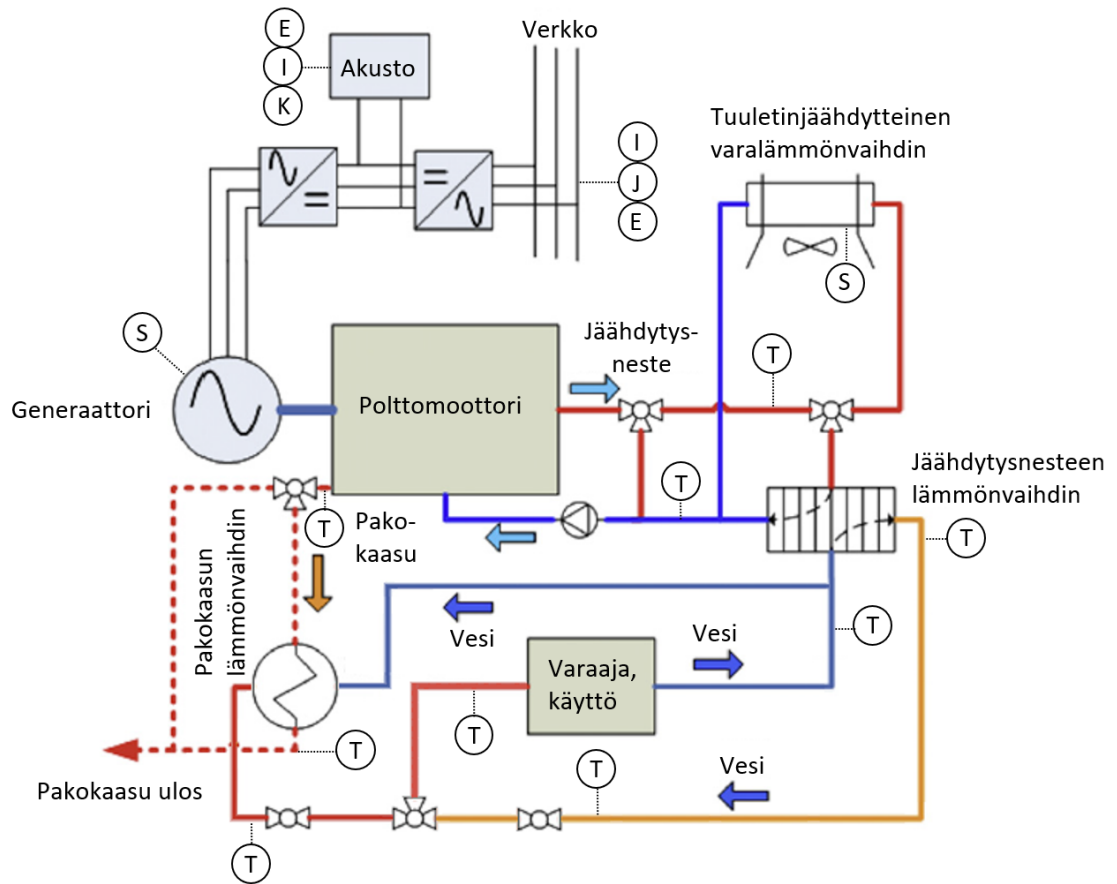 E
I
K
Akusto
Verkko
I
J
E
Tuuletinjäähdytteinen
varalämmönvaihdin
S
S
Generaattori
Polttomoottori
Jäähdytys-
neste
T
T
Jäähdytysnesteen
lämmönvaihdin
T
T
Pako-
kaasu
Pakokaasun
lämmönvaihdin
Vesi
Vesi
T
Varaaja,
käyttö
T
T
T
Vesi
Pakokaasu ulos
T